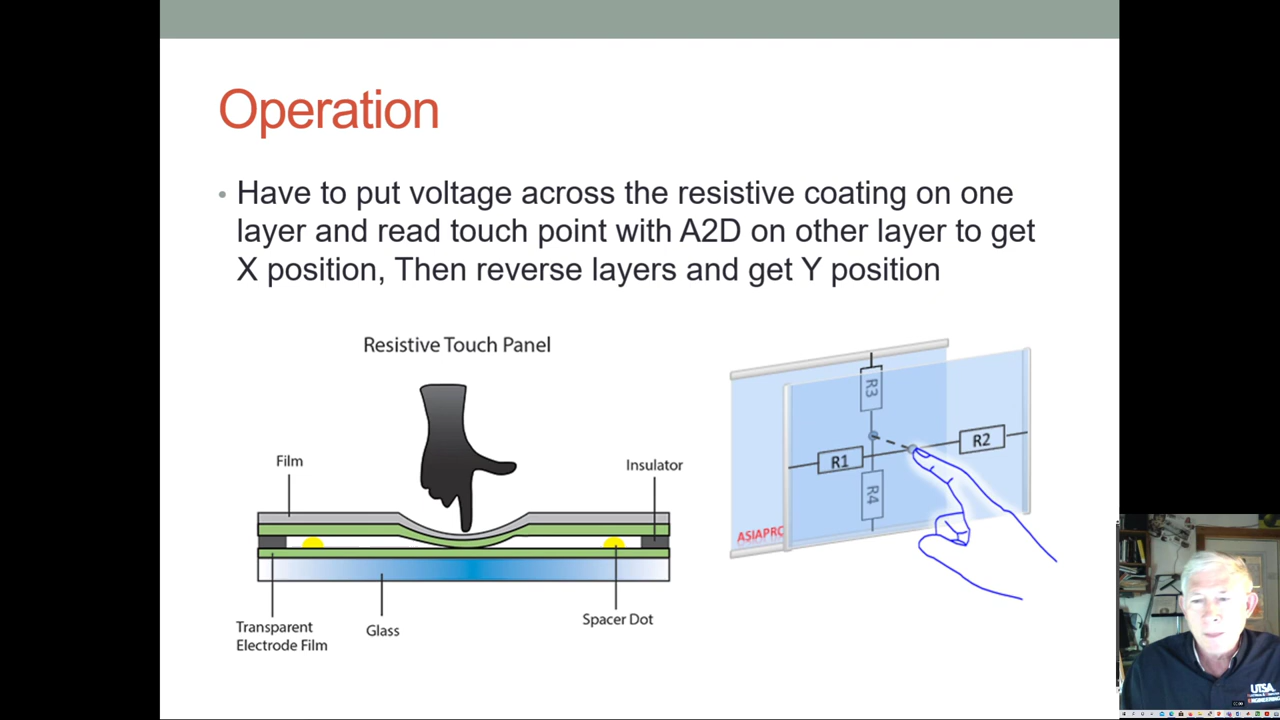 Operation
• Have to put voltage across the resistive coating on one
layer and read touch point with A2D on other layer to get
X position, Then reverse layers and get Y position
Resistive Touch Panel
Film
Insulator
Transparent
Electrode Film
Glass
Spacer Dot
R3
R2
R1
R4
ASIAPRO
UTSA
ENGINEERING